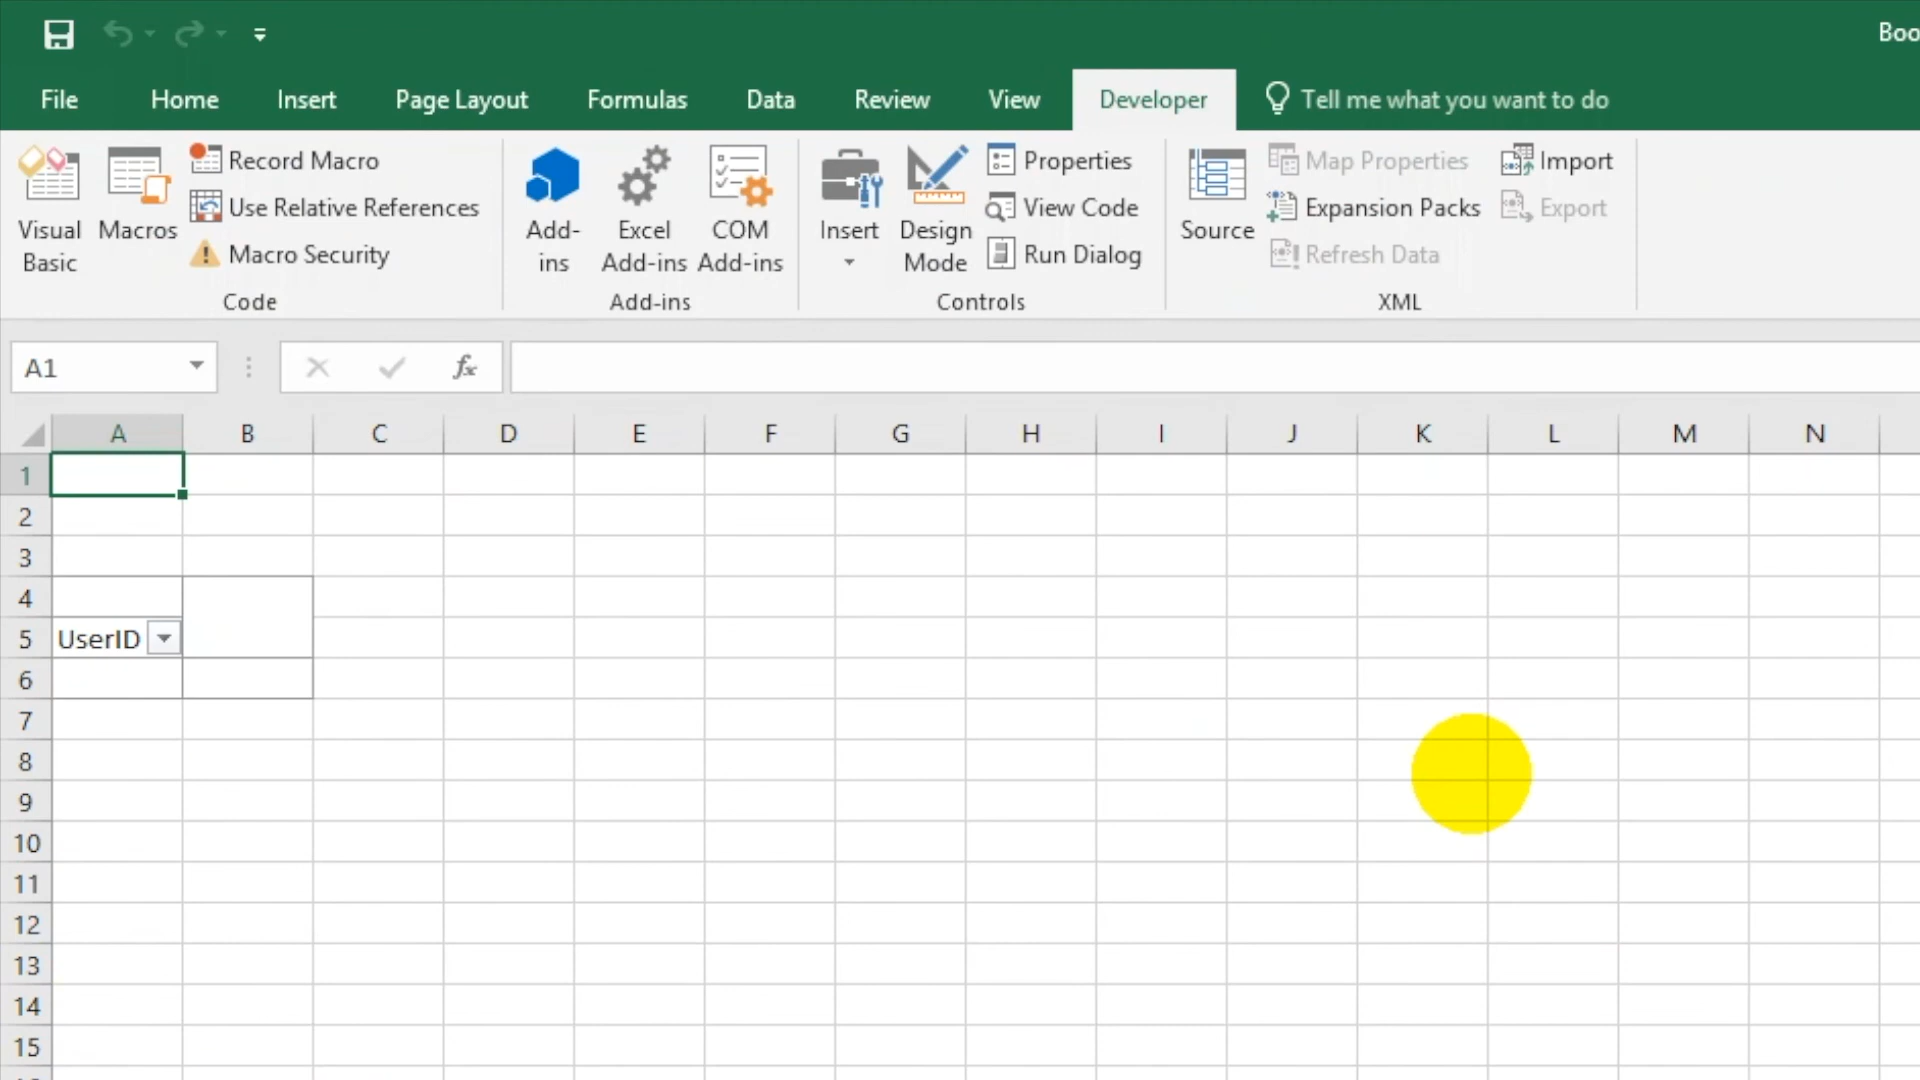 Boo
File Home Insert Page Layout Formulas Data Review View Developer Tell me what you want to do
Visual Basic
Macros
Record Macro
Use Relative References
Macro Security
Code
Add-ins
Excel Add-ins
COM Add-ins
Add-ins
Insert
Design Mode
Properties
View Code
Run Dialog
Controls
Source
Map Properties
Expansion Packs
Refresh Data
Import
Export
XML
A1 fx
A B C D E F G H I J K L M N
1
2
3
4
5 UserID
6
7
8
9
10
11
12
13
14
15